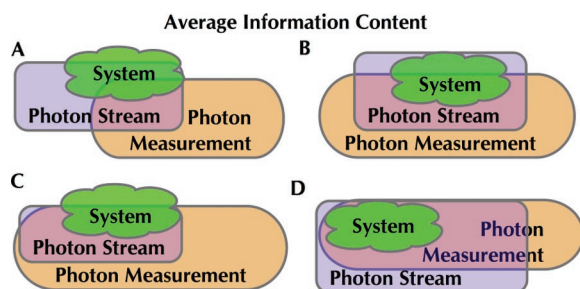 Average Information Content
A
System
Photon Stream
Photon
Measurement
B
System
Photon Stream
Photon Measurement
C
System
Photon Stream
Photon Measurement
D
System
Photon
Measurement
Photon Stream